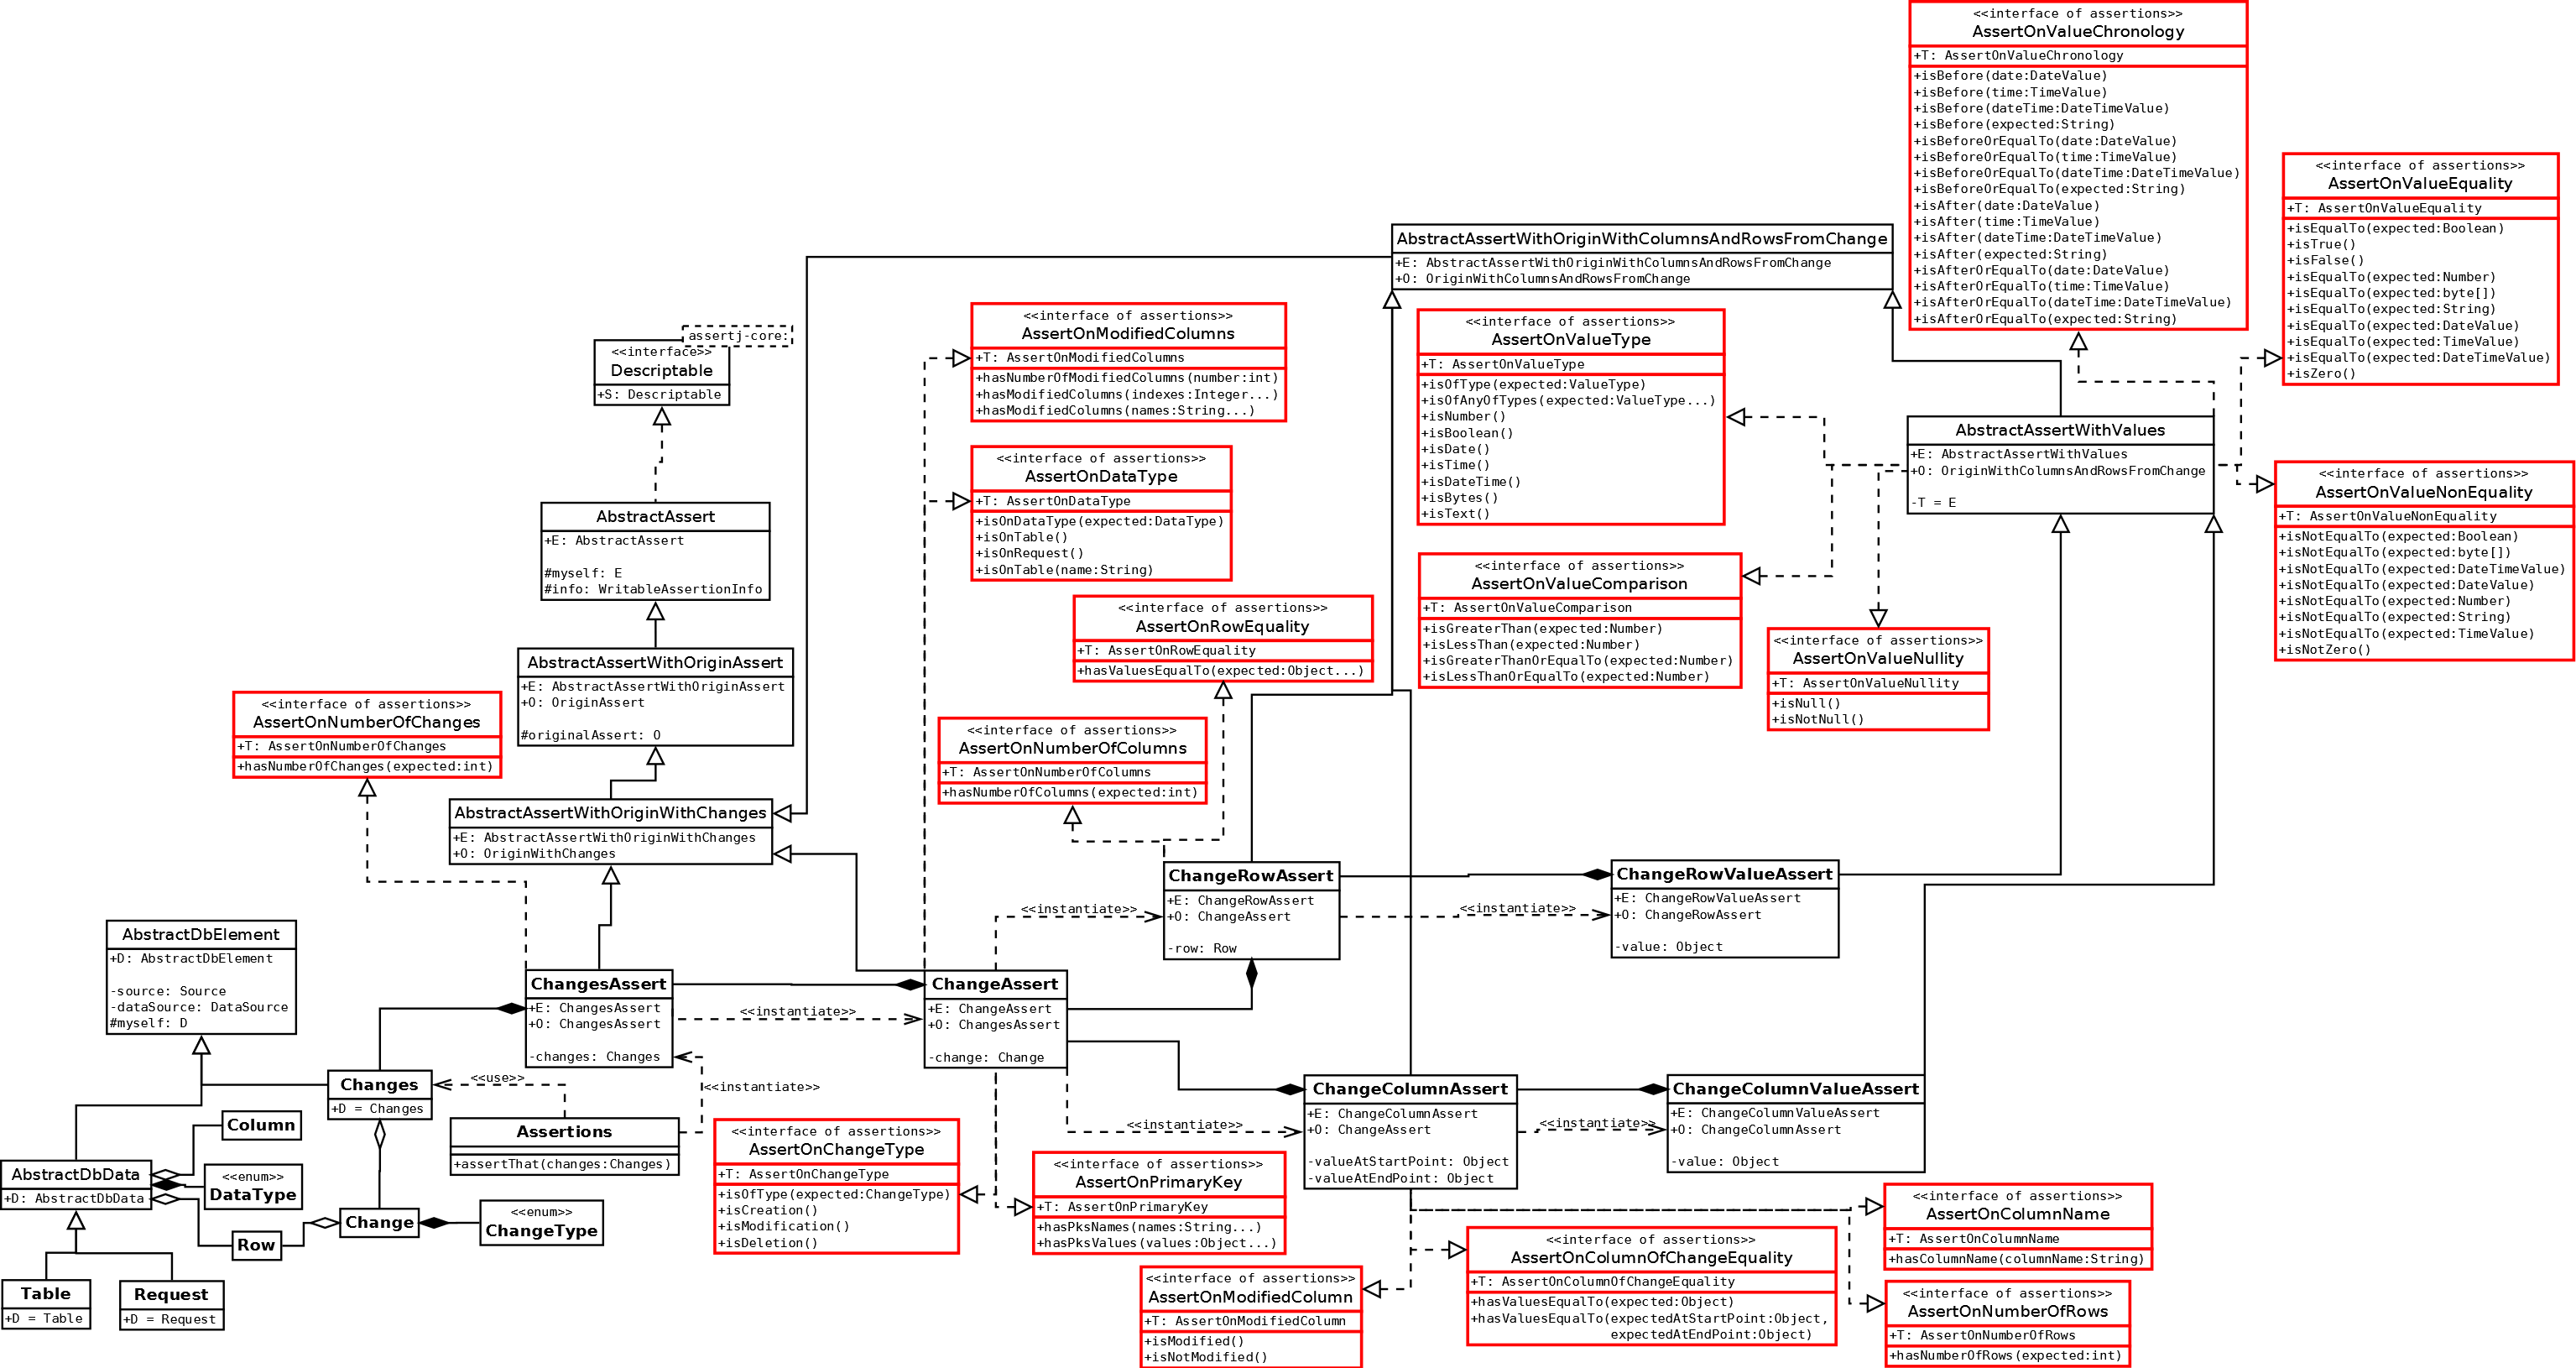 <<interface of assertions>>
AssertOnValueChronology
+T: AssertOnValueChronology
+isBefore(date:DateValue)
+isBefore(time:TimeValue)
+isBefore(dateTime:DateTimeValue)
+isBefore(expected:String)
+isBeforeOrEqualTo(date:DateValue)
+isBeforeOrEqualTo(time:TimeValue)
+isBeforeOrEqualTo(dateTime:DateTimeValue)
+isBeforeOrEqualTo(expected:String)
+isAfter(date:DateValue)
+isAfter(time:TimeValue)
+isAfter(dateTime:DateTimeValue)
+isAfter(expected:String)
+isAfterOrEqualTo(date:DateValue)
+isAfterOrEqualTo(time:TimeValue)
+isAfterOrEqualTo(dateTime:DateTimeValue)
+isAfterOrEqualTo(expected:String)
<<interface of assertions>>
AssertOnValueEquality
+T: AssertOnValueEquality
+isEqualTo(expected:Boolean)
+isTrue()
+isFalse()
+isEqualTo(expected:Number)
+isEqualTo(expected:byte[])
+isEqualTo(expected:String)
+isEqualTo(expected:DateValue)
+isEqualTo(expected:TimeValue)
+isEqualTo(expected:DateTimeValue)
+isZero()
AbstractAssertWithOriginWithColumnsAndRowsFromChange
+E: AbstractAssertWithOriginWithColumnsAndRowsFromChange
+O: OriginWithColumnsAndRowsFromChange
<<interface of assertions>>
AssertOnModifiedColumns
+T: AssertOnModifiedColumns
+hasNumberOfModifiedColumns(number:int)
+hasModifiedColumns(indexes:Integer...)
+hasModifiedColumns(names:String...)
<<interface of assertions>>
AssertOnValueType
+T: AssertOnValueType
+isOfType(expected:ValueType)
+isOfAnyOfTypes(expected:ValueType...)
+isNumber()
+isBoolean()
+isDate()
+isTime()
+isDateTime()
+isBytes()
+isText()
assertj-core:
<<interface>>
Descriptable
+S: Descriptable
AbstractAssertWithValues
+E: AbstractAssertWithValues
+O: OriginWithColumnsAndRowsFromChange
-T = E
<<interface of assertions>>
AssertOnDataType
+T: AssertOnDataType
+isOnDataType(expected:DataType)
+isOnTable()
+isOnRequest()
+isOnTable(name:String)
<<interface of assertions>>
AssertOnValueNonEquality
+T: AssertOnValueNonEquality
+isNotEqualTo(expected:Boolean)
+isNotEqualTo(expected:byte[])
+isNotEqualTo(expected:DateTimeValue)
+isNotEqualTo(expected:DateValue)
+isNotEqualTo(expected:Number)
+isNotEqualTo(expected:String)
+isNotEqualTo(expected:TimeValue)
+isNotZero()
AbstractAssert
+E: AbstractAssert
#myself: E
#info: WritableAssertionInfo
<<interface of assertions>>
AssertOnValueComparison
+T: AssertOnValueComparison
+isGreaterThan(expected:Number)
+isLessThan(expected:Number)
+isGreaterThanOrEqualTo(expected:Number)
+isLessThanOrEqualTo(expected:Number)
<<interface of assertions>>
AssertOnRowEquality
+T: AssertOnRowEquality
+hasValuesEqualTo(expected:Object...)
<<interface of assertions>>
AssertOnValueNullity
+T: AssertOnValueNullity
+isNull()
+isNotNull()
AbstractAssertWithOriginAssert
+E: AbstractAssertWithOriginAssert
+O: OriginAssert
#originalAssert: O
<<interface of assertions>>
AssertOnNumberOfChanges
+T: AssertOnNumberOfChanges
+hasNumberOfChanges(expected:int)
<<interface of assertions>>
AssertOnNumberOfColumns
+T: AssertOnNumberOfColumns
+hasNumberOfColumns(expected:int)
AbstractAssertWithOriginWithChanges
+E: AbstractAssertWithOriginWithChanges
+O: OriginWithChanges
ChangeRowAssert
+E: ChangeRowAssert
+O: ChangeAssert
-row: Row
<<instantiate>>
<<instantiate>>
ChangeRowValueAssert
+E: ChangeRowValueAssert
+O: ChangeRowAssert
-value: Object
AbstractDbElement
+D: AbstractDbElement
-source: Source
-dataSource: DataSource
#myself: D
ChangesAssert
+E: ChangesAssert
+O: ChangesAssert
-changes: Changes
<<instantiate>>
ChangeAssert
+E: ChangeAssert
+O: ChangesAssert
-change: Change
Changes
+D = Changes
<<use>>
<<instantiate>>
ChangeColumnAssert
+E: ChangeColumnAssert
+O: ChangeAssert
-valueAtStartPoint: Object
-valueAtEndPoint: Object
<<instantiate>>
<<instantiate>>
ChangeColumnValueAssert
+E: ChangeColumnValueAssert
+O: ChangeColumnAssert
-value: Object
Column
Assertions
+assertThat(changes:Changes)
<<interface of assertions>>
AssertOnChangeType
+T: AssertOnChangeType
+isOfType(expected:ChangeType)
+isCreation()
+isModification()
+isDeletion()
<<interface of assertions>>
AssertOnPrimaryKey
+T: AssertOnPrimaryKey
+hasPksNames(names:String...)
+hasPksValues(values:Object...)
AbstractDbData
+D: AbstractDbData
<<enum>>
DataType
Change
<<enum>>
ChangeType
Row
<<interface of assertions>>
AssertOnColumnName
+T: AssertOnColumnName
+hasColumnName(columnName:String)
<<interface of assertions>>
AssertOnColumnOfChangeEquality
+T: AssertOnColumnOfChangeEquality
+hasValuesEqualTo(expected:Object)
+hasValuesEqualTo(expectedAtStartPoint:Object,
expectedAtEndPoint:Object)
<<interface of assertions>>
AssertOnModifiedColumn
+T: AssertOnModifiedColumn
+isModified()
+isNotModified()
<<interface of assertions>>
AssertOnNumberOfRows
+T: AssertOnNumberOfRows
+hasNumberOfRows(expected:int)
Table
+D = Table
Request
+D = Request